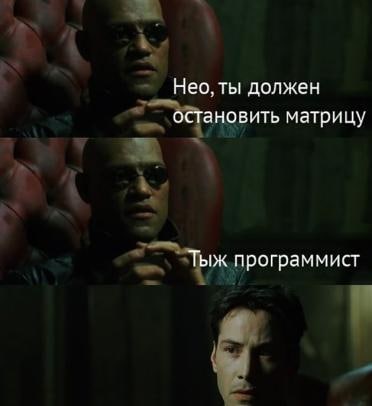 Нео, ты должен
остановить матрицу
Тыж программист